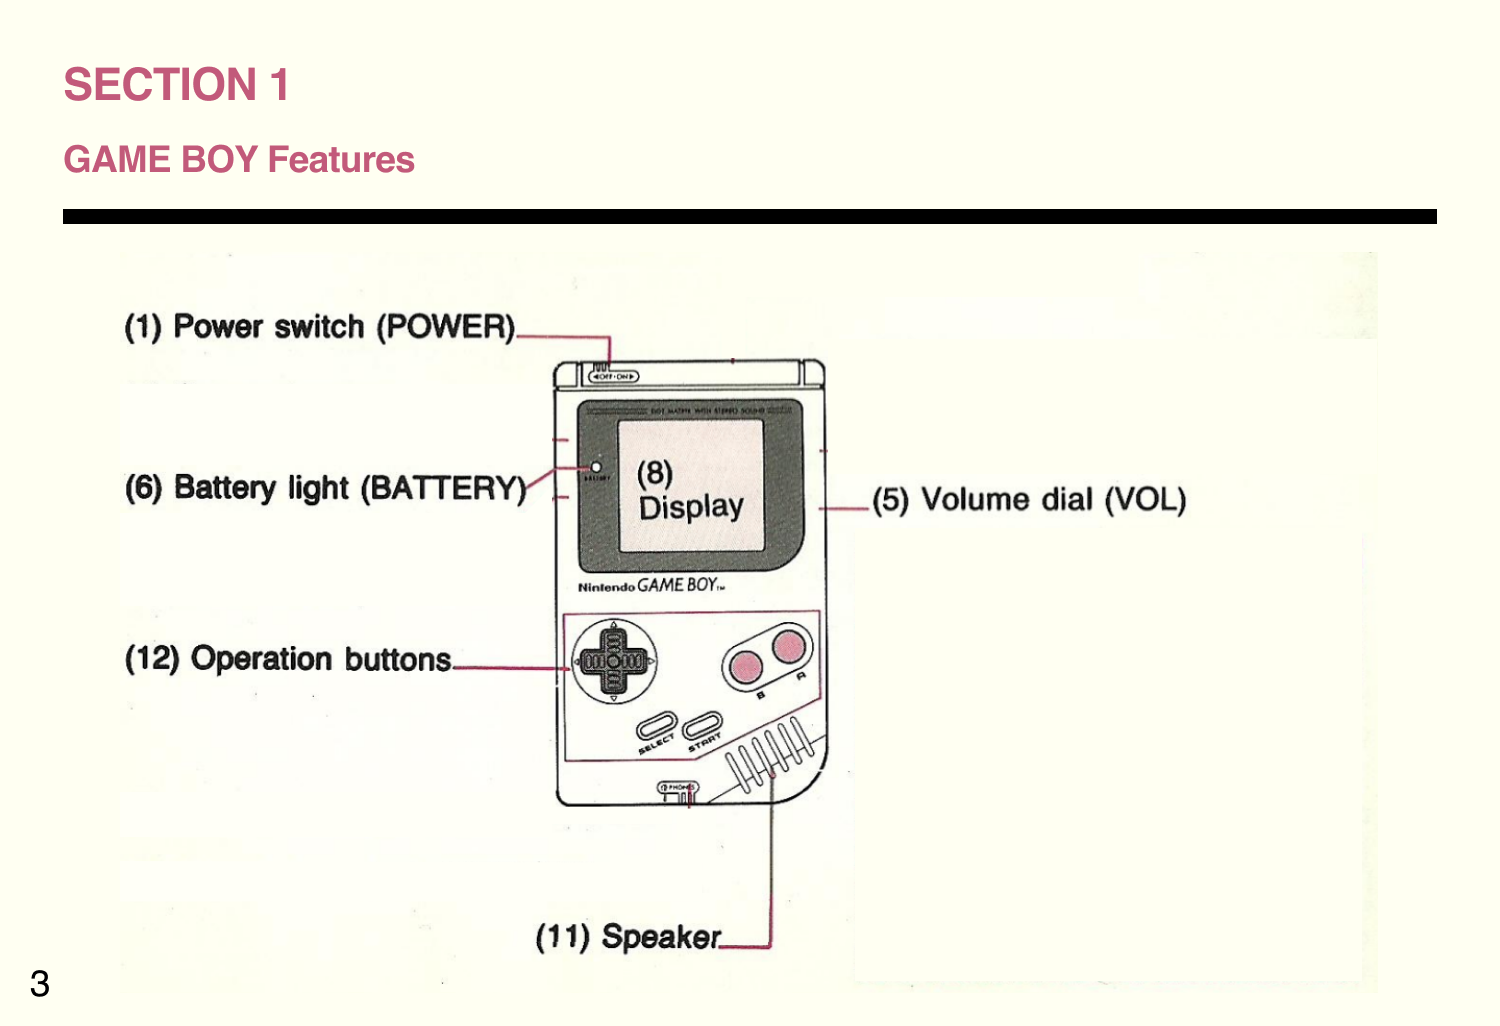 SECTION 1
GAME BOY Features
(1) Power switch (POWER)
◄OFF·ON►
DOT MATRIX WITH STEREO SOUND
(6) Battery light (BATTERY)
BATTERY
(8)
Display
(5) Volume dial (VOL)
Nintendo GAME BOY™
(12) Operation buttons
B A
SELECT START
PHONES
(11) Speaker
3